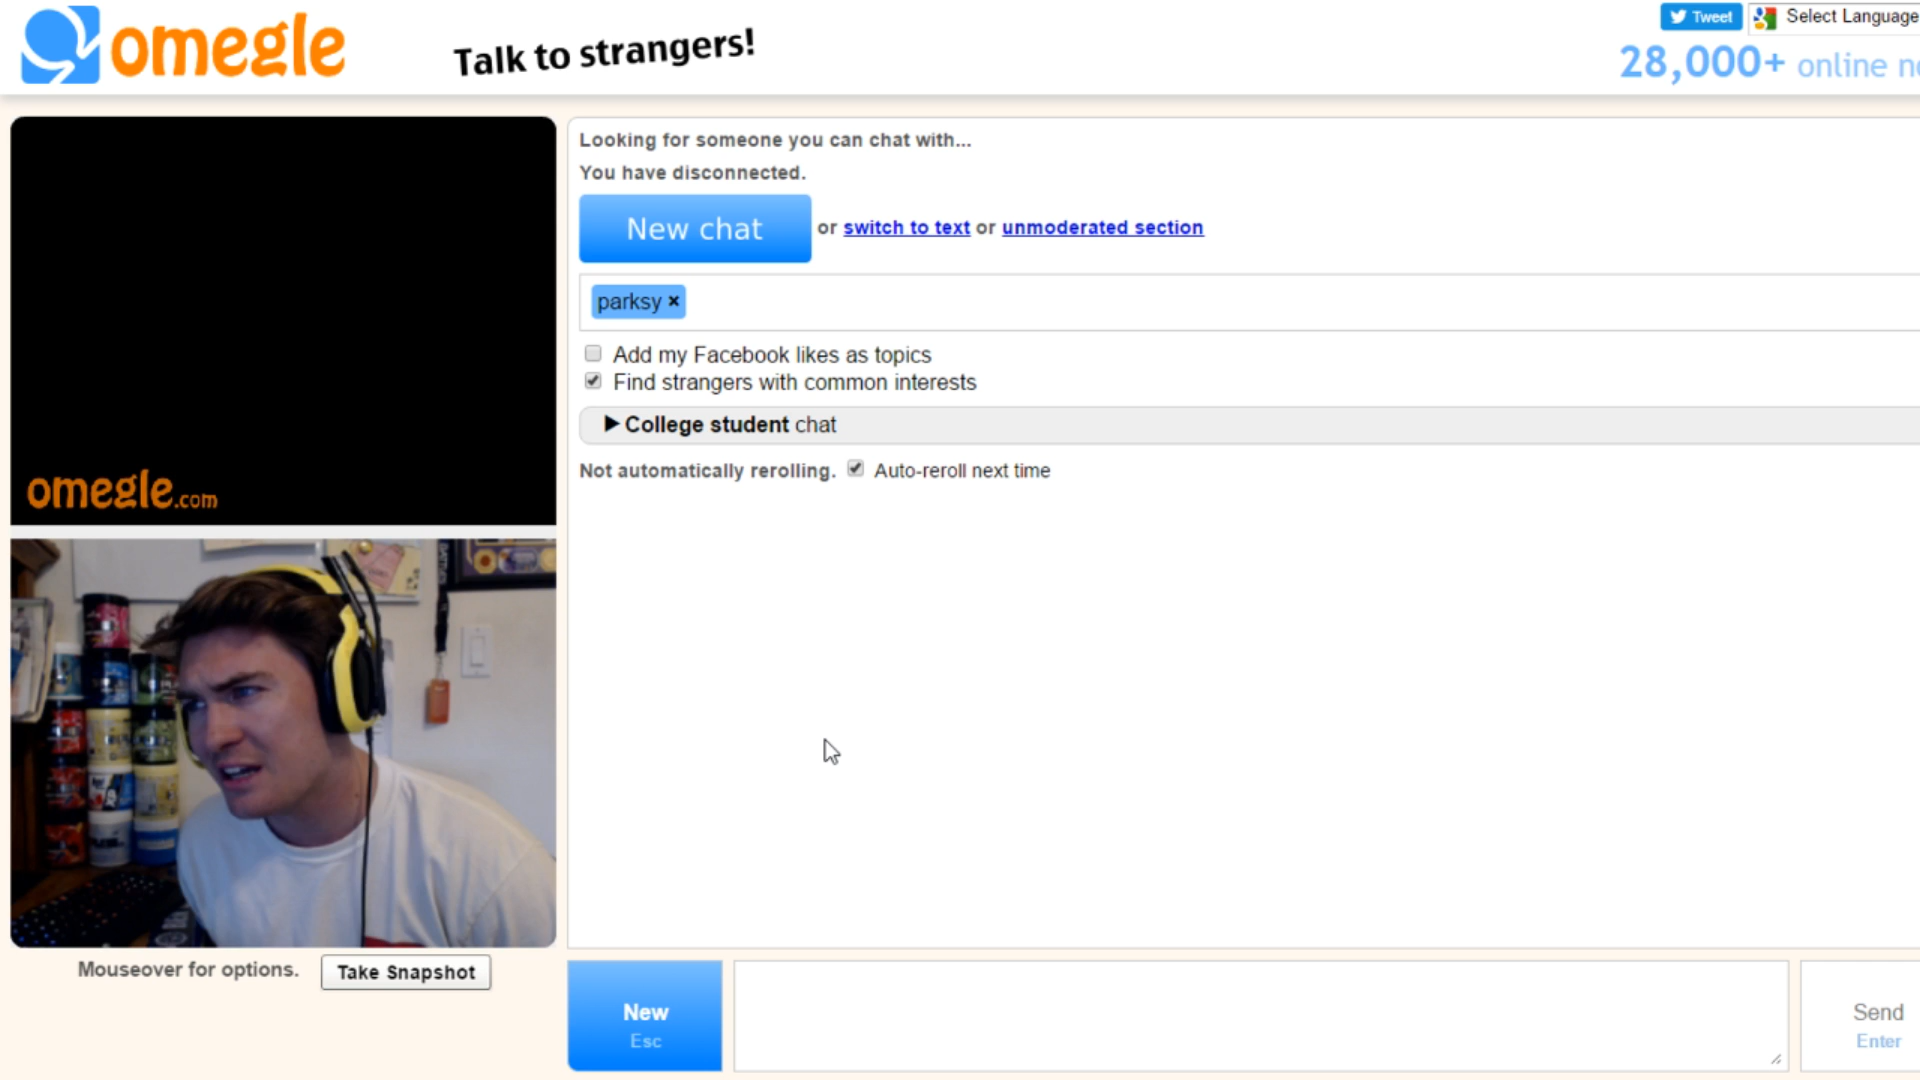 omegle
Talk to strangers!
Tweet
Select Language
28,000+ online
Looking for someone you can chat with...
You have disconnected.
New chat or switch to text or unmoderated section
parksy ×
Add my Facebook likes as topics
Find strangers with common interests
College student chat
Not automatically rerolling. Auto-reroll next time
omegle.com
Mouseover for options.
Take Snapshot
New
Esc
Send
Enter